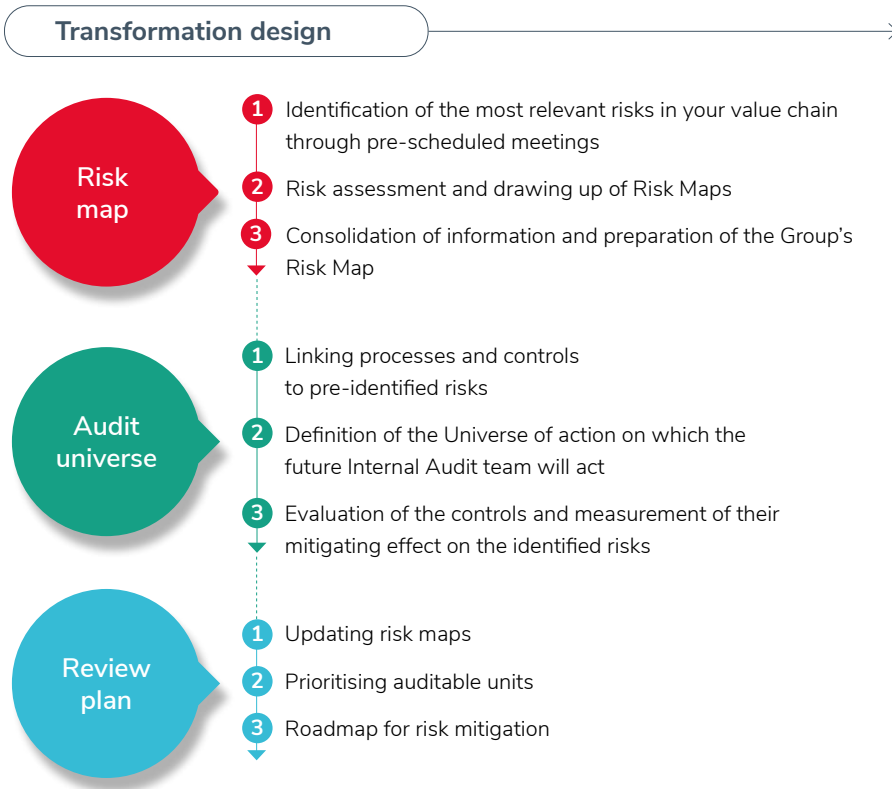 Transformation design
Risk
map
1 Identification of the most relevant risks in your value chain
through pre-scheduled meetings
2 Risk assessment and drawing up of Risk Maps
3 Consolidation of information and preparation of the Group’s
Risk Map
Audit
universe
1 Linking processes and controls
to pre-identified risks
2 Definition of the Universe of action on which the
future Internal Audit team will act
3 Evaluation of the controls and measurement of their
mitigating effect on the identified risks
Review
plan
1 Updating risk maps
2 Prioritising auditable units
3 Roadmap for risk mitigation